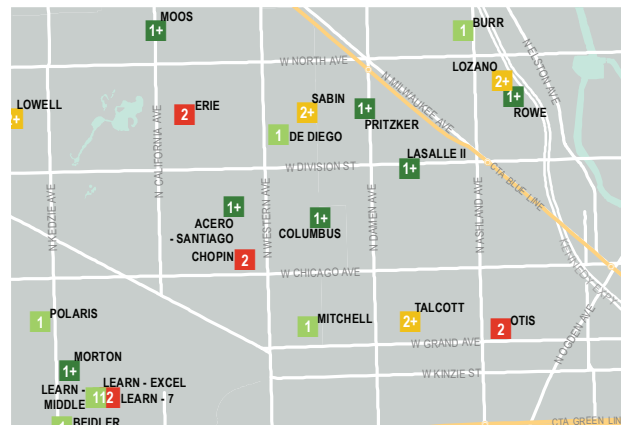 MOOS
1+
BURR
1
N ELSTON AVE
W NORTH AVE
LOZANO
2+
1+
ROWE
N MILWAUKEE AVE
LOWELL
2+
N CALIFORNIA AVE
2
ERIE
SABIN
2+
1+
PRITZKER
1
DE DIEGO
LASALLE II
1+
W DIVISION ST
CTA BLUE LINE
N KEDZIE AVE
N WESTERN AVE
N DAMEN AVE
N ASHLAND AVE
1+
ACERO
- SANTIAGO
1+
COLUMBUS
CHOPIN
2
W CHICAGO AVE
KENNEDY EXPY
POLARIS
1
1
MITCHELL
TALCOTT
2+
2
OTIS
N OGDEN AVE
W GRAND AVE
MORTON
1+
W KINZIE ST
LEARN -
MIDDLE
LEARN - EXCEL
112
LEARN - 7
1
BEIDLER
CTA GREEN LIN